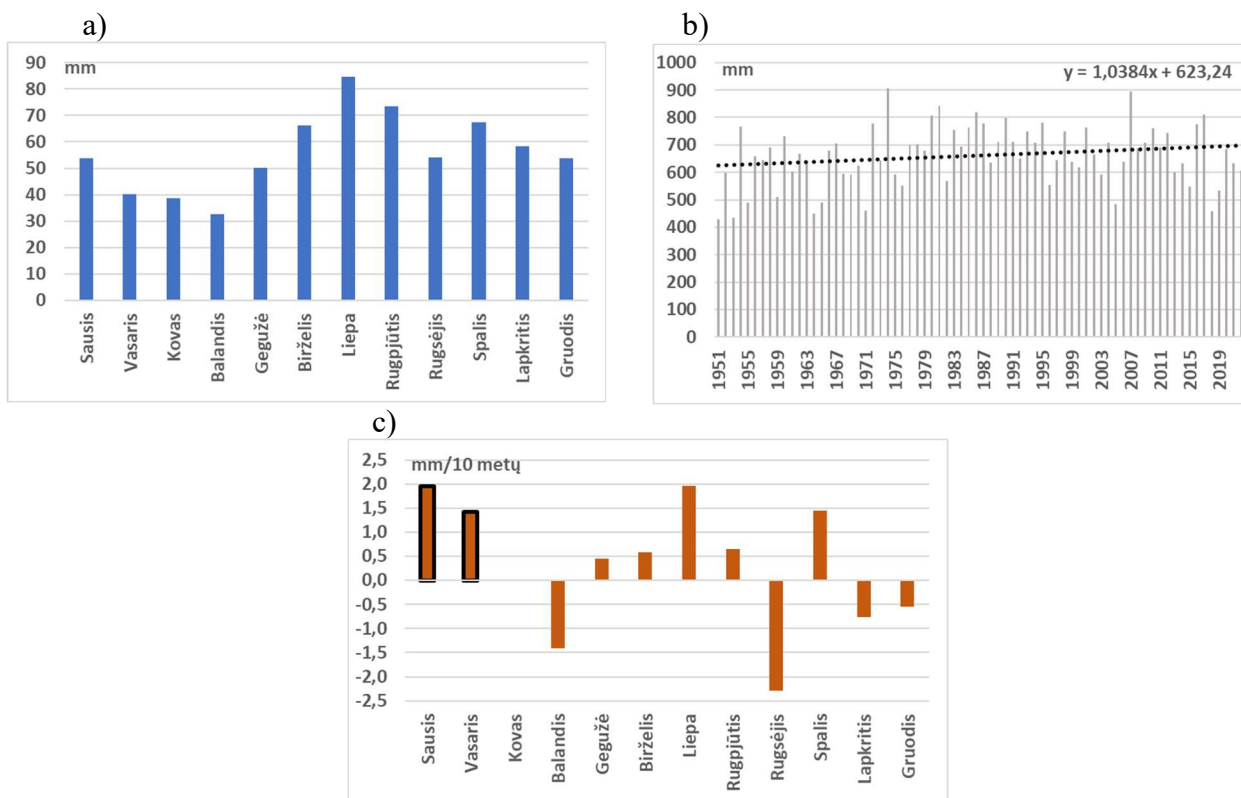 a)
mm
90
80
70
60
50
40
30
20
10
0
Sausis
Vasaris
Kovas
Balandis
Gegužė
Birželis
Liepa
Rugpjūtis
Rugsėjis
Spalis
Lapkritis
Gruodis
b)
mm
y = 1,0384x + 623,24
1000
900
800
700
600
500
400
300
200
100
0
1951
1955
1959
1963
1967
1971
1975
1979
1983
1987
1991
1995
1999
2003
2007
2011
2015
2019
c)
mm/10 metų
2,5
2,0
1,5
1,0
0,5
0,0
-0,5
-1,0
-1,5
-2,0
-2,5
Sausis
Vasaris
Kovas
Balandis
Gegužė
Birželis
Liepa
Rugpjūtis
Rugsėjis
Spalis
Lapkritis
Gruodis